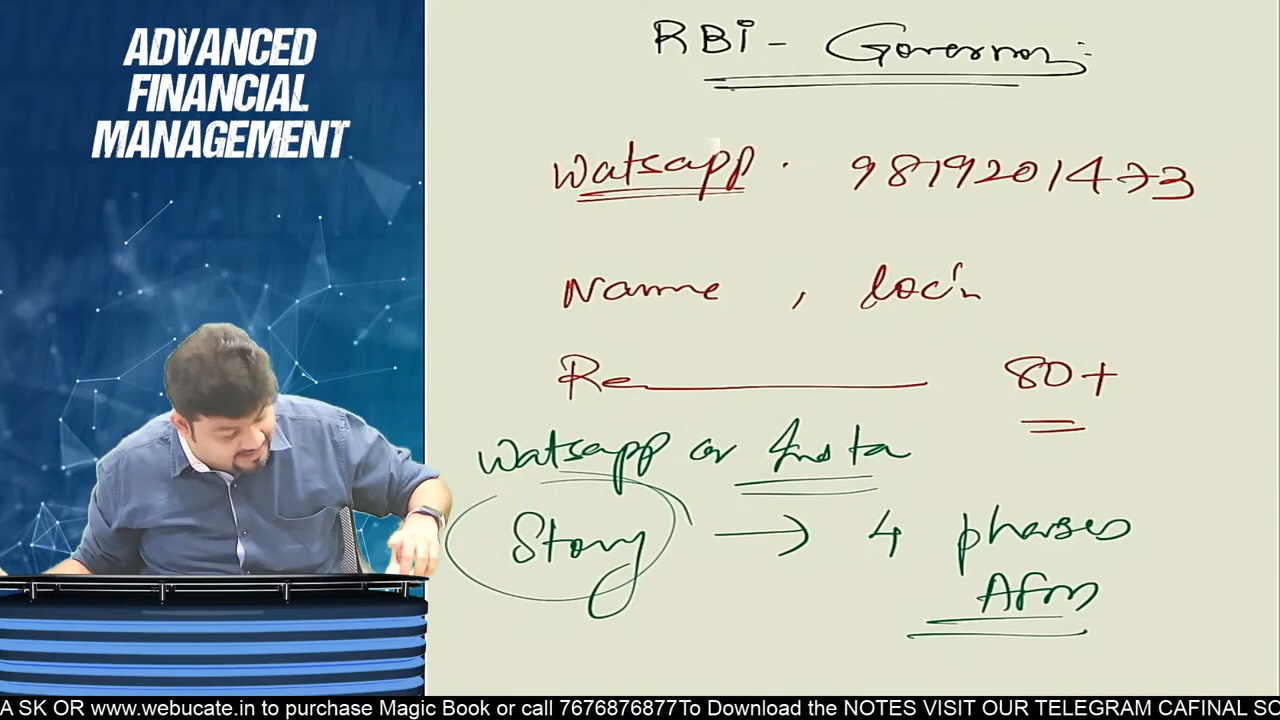 ADVANCED
FINANCIAL
MANAGEMENT
RBI - Governor:-
Watsapp. 9819201473
Name, loc'n
Re 80+
Watsapp or Insta
Story → 4 phases
AFM
A SK OR www.webucate.in to purchase Magic Book or call 7676876877To Download the NOTES VISIT OUR TELEGRAM CAFINAL SC